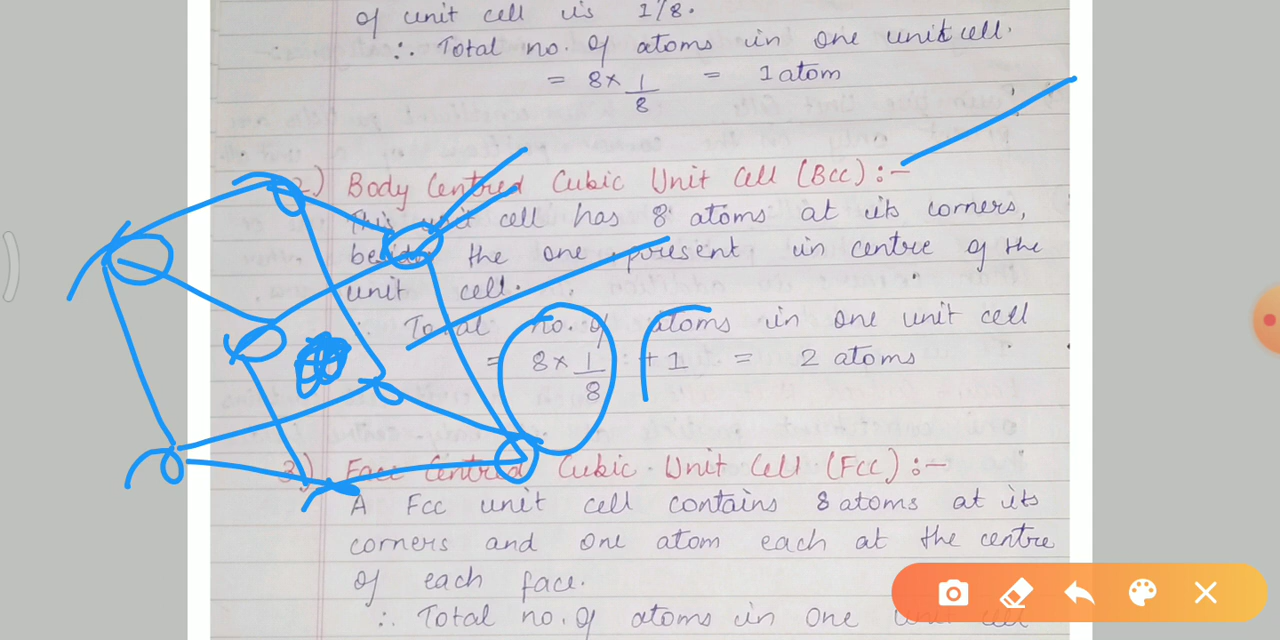 of unit cell is 1/8.
∴ Total no. of atoms in one unit cell.
= 8 × 1/8 = 1 atom
2) Body Centred Cubic Unit Cell (Bcc) :-
This unit cell has 8 atoms at its corners,
besides the one present in centre of the
unit cell.
∴ Total no. of atoms in one unit cell
= 8 × 1/8 + 1 = 2 atoms
3) Face Centred Cubic Unit Cell (Fcc) :-
A Fcc unit cell contains 8 atoms at its
corners and one atom each at the centre
of each face.
∴ Total no. of atoms in one unit cell